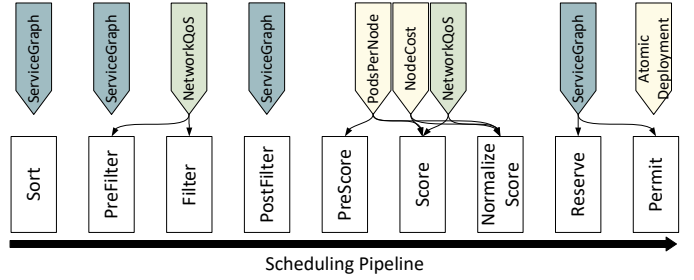 ServiceGraph
ServiceGraph
NetworkQoS
ServiceGraph
PodsPerNode
NodeCost
NetworkQoS
ServiceGraph
Atomic
Deployment
Sort
PreFilter
Filter
PostFilter
PreScore
Score
Normalize
Score
Reserve
Permit
Scheduling Pipeline